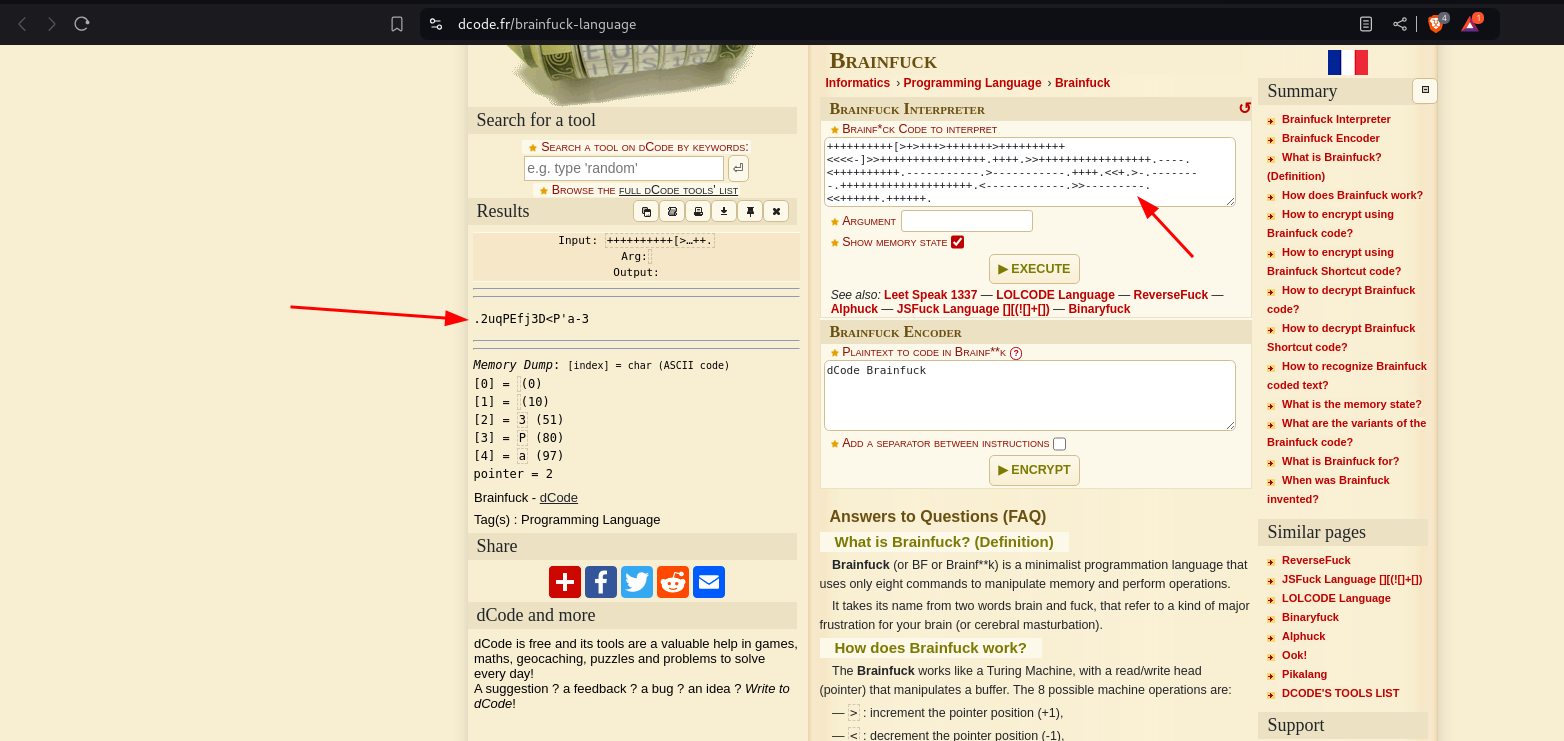 dcode.fr/brainfuck-language
4
1
Search for a tool
Search a tool on dCode by keywords:
e.g. type 'random'
Browse the full dCode tools' list
Results
Input: ++++++++++[>…++.
Arg:
Output:
.2uqPEfj3D<P'a-3
Memory Dump: [index] = char (ASCII code)
[0] = (0)
[1] = (10)
[2] = 3 (51)
[3] = P (80)
[4] = a (97)
pointer = 2
Brainfuck - dCode
Tag(s) : Programming Language
Share
dCode and more
dCode is free and its tools are a valuable help in games,
maths, geocaching, puzzles and problems to solve
every day!
A suggestion ? a feedback ? a bug ? an idea ? Write to
dCode!
Brainfuck
Informatics › Programming Language › Brainfuck
Brainfuck Interpreter
Brainf*ck Code to interpret
++++++++++[>+>+++>+++++++>++++++++++
<<<<-]>>++++++++++++++++.++++.>>+++++++++++++++++.----.
<++++++++++.-----------.>-----------.++++.<<+.>-.-------
-.++++++++++++++++++++.<------------.>>---------.
<<++++++.++++++.
Argument
Show memory state
▶ EXECUTE
See also: Leet Speak 1337 — LOLCODE Language — ReverseFuck —
Alphuck — JSFuck Language [][(![]+[]) — Binaryfuck
Brainfuck Encoder
Plaintext to code in Brainf**k ?
dCode Brainfuck
Add a separator between instructions
▶ ENCRYPT
Answers to Questions (FAQ)
What is Brainfuck? (Definition)
Brainfuck (or BF or Brainf**k) is a minimalist programmation language that
uses only eight commands to manipulate memory and perform operations.
It takes its name from two words brain and fuck, that refer to a kind of major
frustration for your brain (or cerebral masturbation).
How does Brainfuck work?
The Brainfuck works like a Turing Machine, with a read/write head
(pointer) that manipulates a buffer. The 8 possible machine operations are:
— > : increment the pointer position (+1),
— < : decrement the pointer position (-1),
Summary
Brainfuck Interpreter
Brainfuck Encoder
What is Brainfuck?
(Definition)
How does Brainfuck work?
How to encrypt using
Brainfuck code?
How to encrypt using
Brainfuck Shortcut code?
How to decrypt Brainfuck
code?
How to decrypt Brainfuck
Shortcut code?
How to recognize Brainfuck
coded text?
What is the memory state?
What are the variants of the
Brainfuck code?
What is Brainfuck for?
When was Brainfuck
invented?
Similar pages
ReverseFuck
JSFuck Language [][(![]+[])
LOLCODE Language
Binaryfuck
Alphuck
Ook!
Pikalang
DCODE'S TOOLS LIST
Support